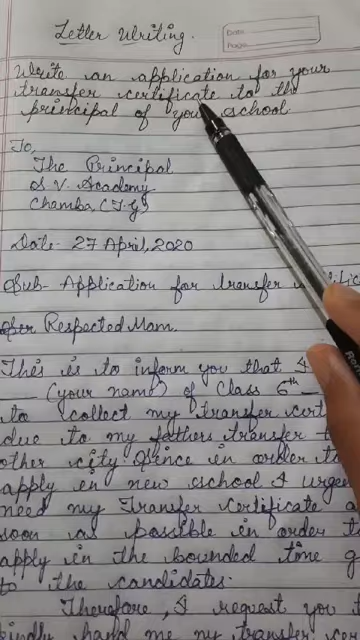 Letter Writing.
Date
Page
Write an application for your
transfer certificate to the
principal of your school
To,
The Principal
S. V. Academy
Chamba, (T.G)
Date- 27 April, 2020
Sub- Application for transfer
Respected Mam.
This is to inform you that I
(your name) of Class 6th
to collect my transfer cert
due to my fathers transfer t
other city. Since in order to
apply in new school I urgen
need my Transfer certificate a
soon as possible in order to
apply in the bounded time g
to the candidates.
Therefore, I request you t
kindly hand me my transfer cer